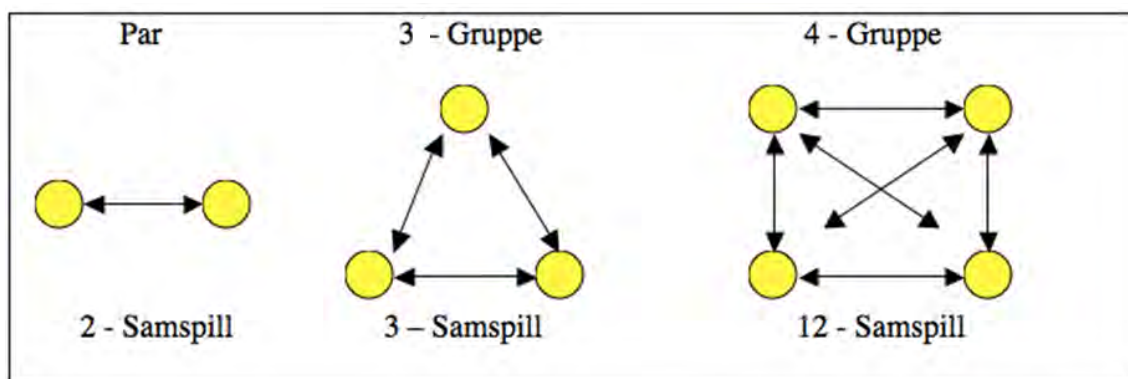 Par
3 - Gruppe
4 - Gruppe
2 - Samspill
3 – Samspill
12 - Samspill